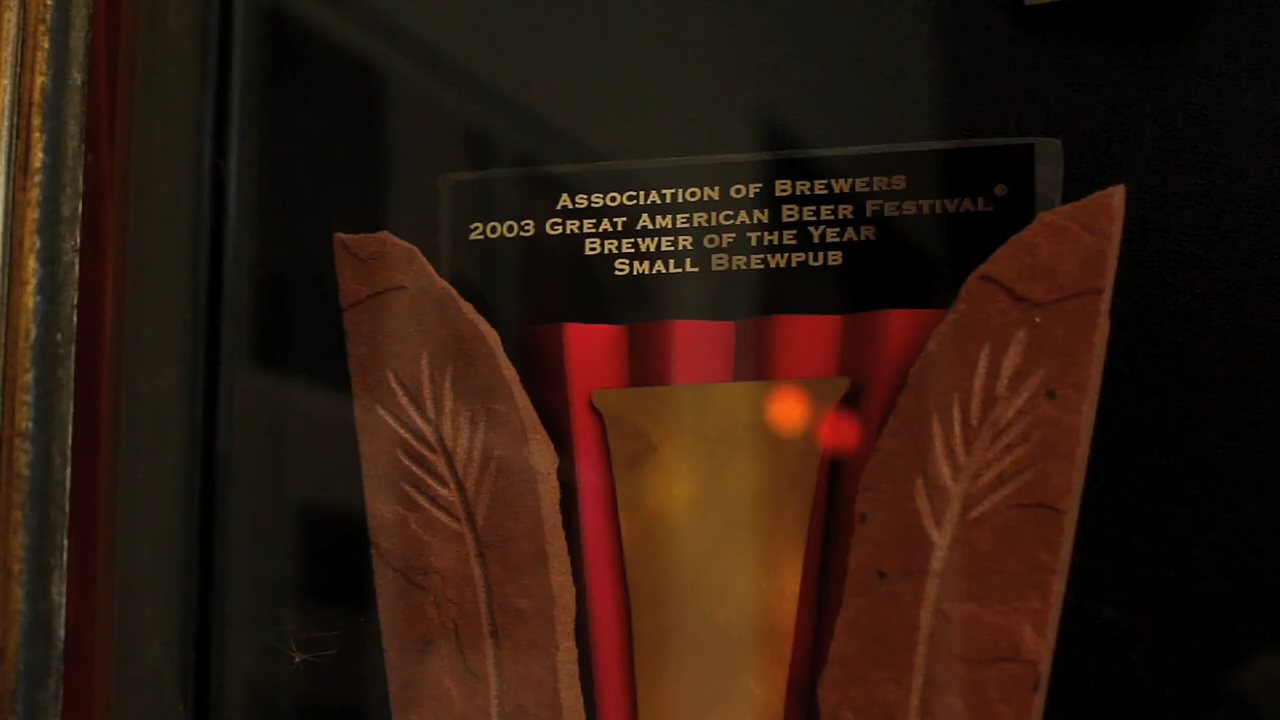 Association of Brewers
2003 Great American Beer Festival®
Brewer of the Year
Small Brewpub